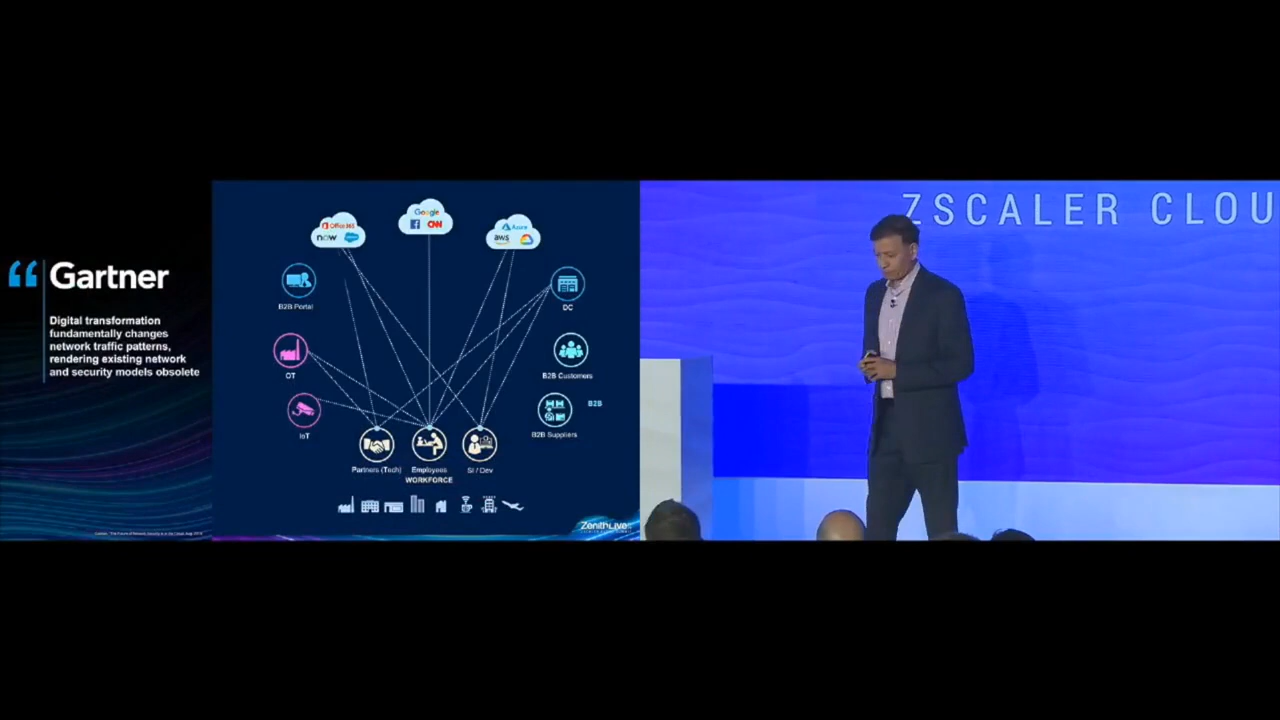 “ Gartner
Digital transformation
fundamentally changes
network traffic patterns,
rendering existing network
and security models obsolete
Office 365
now
Google
CNN
Azure
aws
B2B Portal
DC
OT
B2B Customers
IoT
B2B
B2B Suppliers
Partners (Tech)
Employees
SI / Dev
WORKFORCE
ZenithLive
ZSCALER CLOU